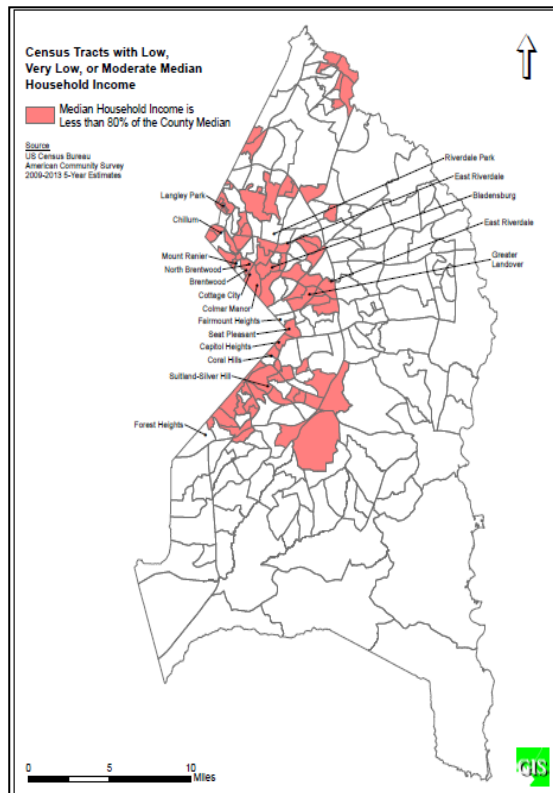 Census Tracts with Low,
Very Low, or Moderate Median
Household Income
Median Household Income is
Less than 80% of the County Median
Source
US Census Bureau
American Community Survey
2009-2013 5-Year Estimates
Riverdale Park
East Riverdale
Bladensburg
East Riverdale
Greater
Landover
Langley Park
Chillum
Mount Ranier
North Brentwood
Brentwood
Cottage City
Colmar Manor
Fairmount Heights
Seat Pleasant
Capitol Heights
Coral Hills
Suitland-Silver Hill
Forest Heights
0 5 10
Miles
GIS